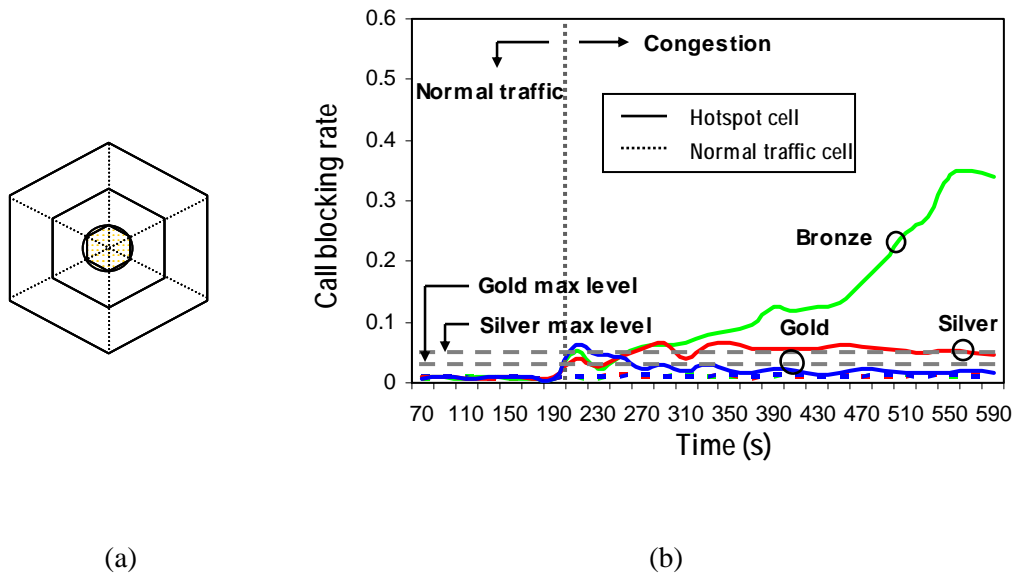 0.6
0.5
0.4
0.3
0.2
0.1
0
Call blocking rate
Congestion
Normal traffic
Hotspot cell
Normal traffic cell
Bronze
Gold max level
Silver max level
Gold
Silver
70 110 150 190 230 270 310 350 390 430 470 510 550 590
Time (s)
(a)
(b)